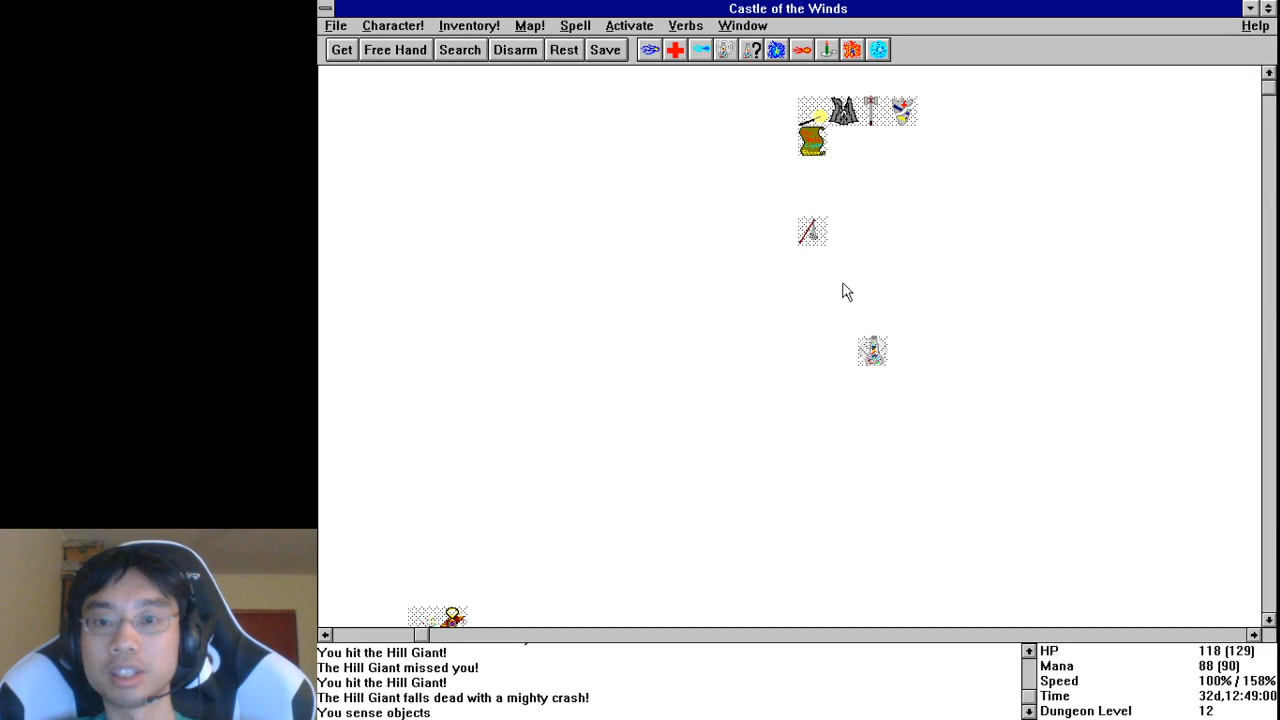 Castle of the Winds
File Character! Inventory! Map! Spell Activate Verbs Window Help
Get Free Hand Search Disarm Rest Save
You hit the Hill Giant!
The Hill Giant missed you!
You hit the Hill Giant!
The Hill Giant falls dead with a mighty crash!
You sense objects
HP 118 (129)
Mana 88 (90)
Speed 100% / 158%
Time 32d,12:49:00
Dungeon Level 12